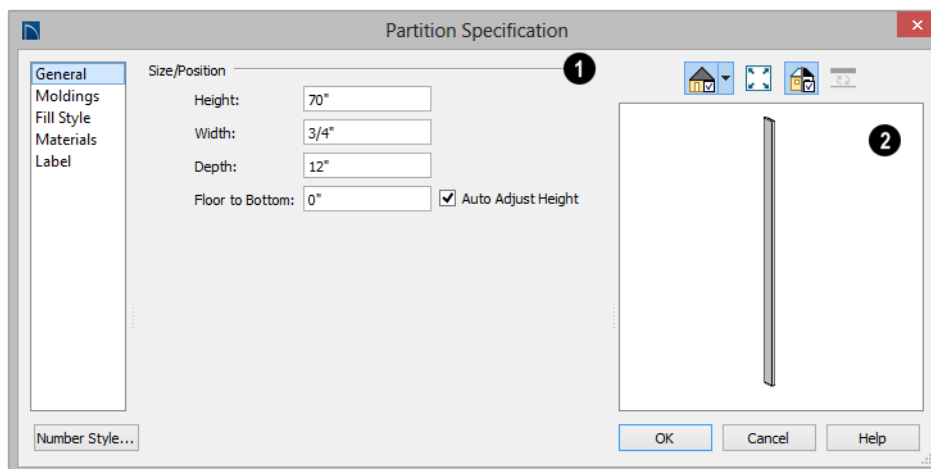 Partition Specification
General
Moldings
Fill Style
Materials
Label
Size/Position
1
Height: 70"
Width: 3/4"
Depth: 12"
Floor to Bottom: 0" Auto Adjust Height
2
Number Style...
OK Cancel Help